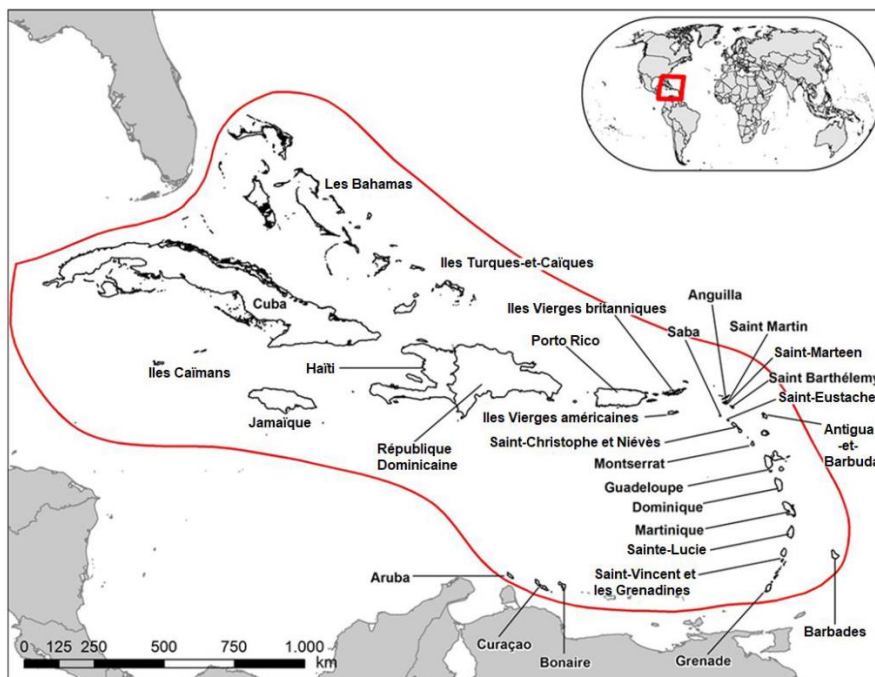 Les Bahamas
Iles Turques-et-Caïques
Anguilla
Iles Vierges britanniques
Saint Martin
Saba
Cuba
Porto Rico
Saint-Marteen
Haïti
Saint Barthélemy
Iles Caïmans
Saint-Eustache
Iles Vierges américaines
Jamaïque
Antigua
-et-
Barbuda
Saint-Christophe et Niévès
République
Dominicaine
Montserrat
Guadeloupe
Dominique
Martinique
Sainte-Lucie
Aruba
Saint-Vincent et
les Grenadines
Curaçao
Barbades
Bonaire
Grenade
0 125 250 500 750 1.000
km